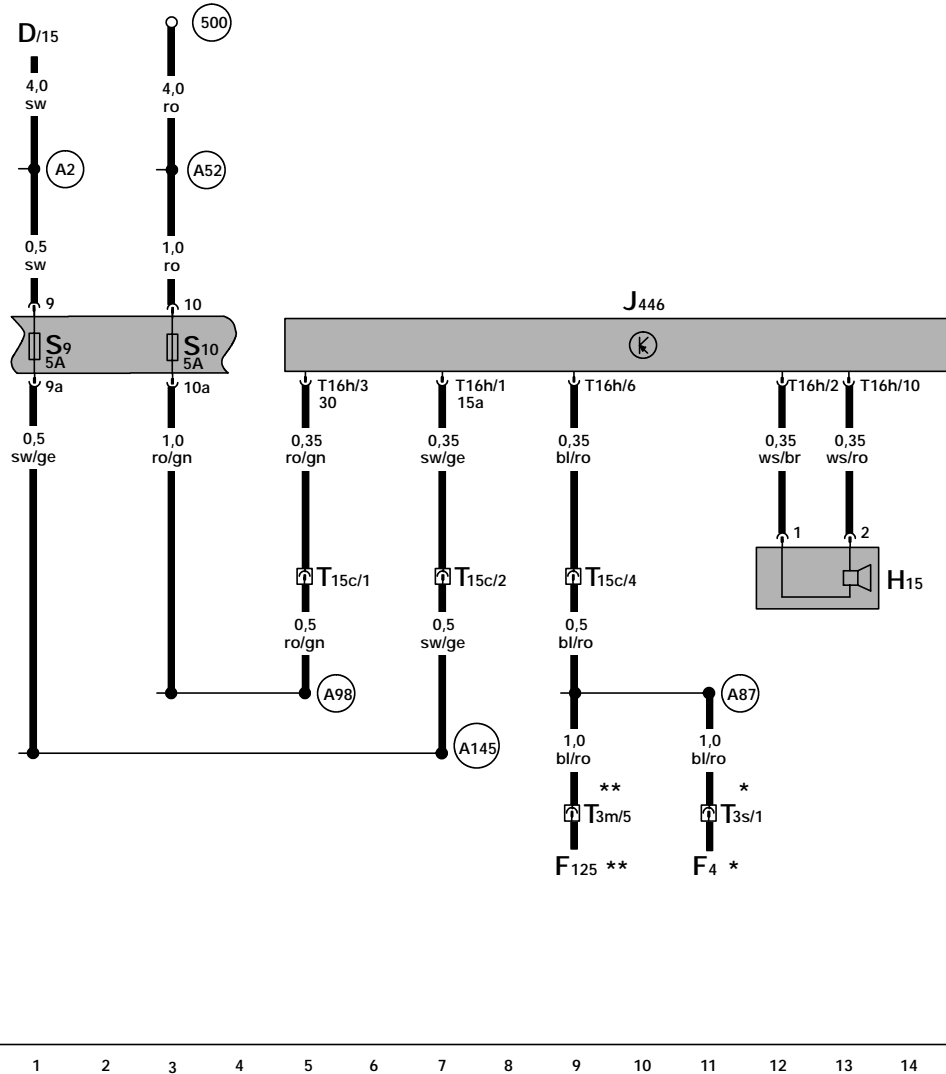 D/15
500
4,0
sw
4,0
ro
A2
A52
0,5
sw
1,0
ro
9
10
J446
S9
5A
S10
5A
9a
10a
T16h/3
30
T16h/1
15a
T16h/6
T16h/2
T16h/10
0,5
sw/ge
1,0
ro/gn
0,35
ro/gn
0,35
sw/ge
0,35
bl/ro
0,35
ws/br
0,35
ws/ro
1
2
T15c/1
T15c/2
T15c/4
H15
0,5
ro/gn
0,5
sw/ge
0,5
bl/ro
A98
A87
A145
1,0
bl/ro
1,0
bl/ro
**
*
T3m/5
T3s/1
F125 **
F4 *
1 2 3 4 5 6 7 8 9 10 11 12 13 14